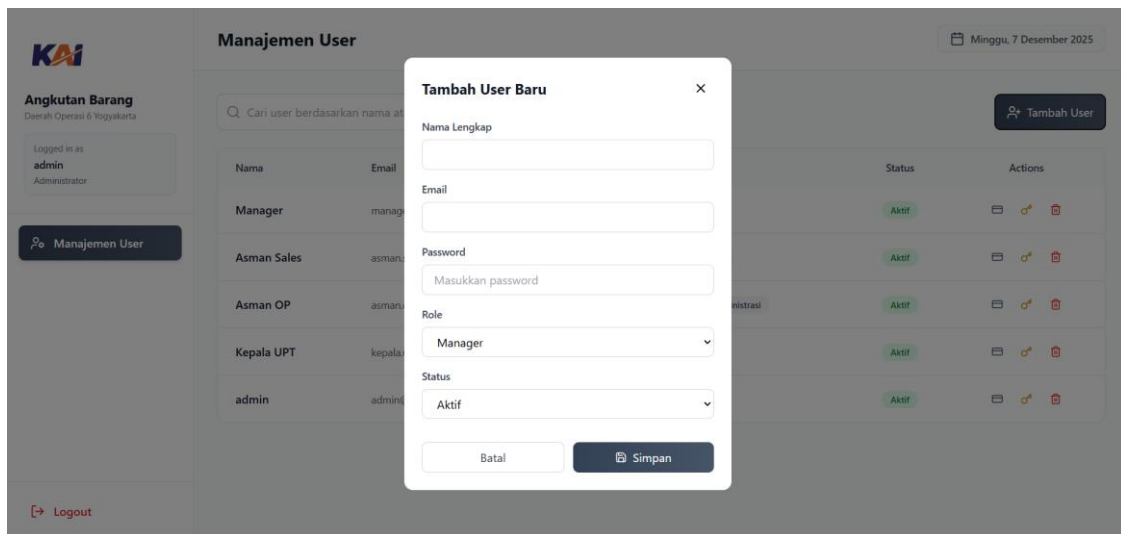 KAI
Manajemen User
Minggu, 7 Desember 2025
Angkutan Barang
Daerah Operasi 6 Yogyakarta
Logged in as
admin
Administrator
Manajemen User
Logout
Cari user berdasarkan nama at
Tambah User
Nama Email Status Actions
Manager Aktif
Asman Sales Aktif
Asman OP Aktif
Kepala UPT Aktif
admin Aktif
Tambah User Baru
Nama Lengkap
Email
Password
Masukkan password
Role
Manager
Status
Aktif
Batal Simpan